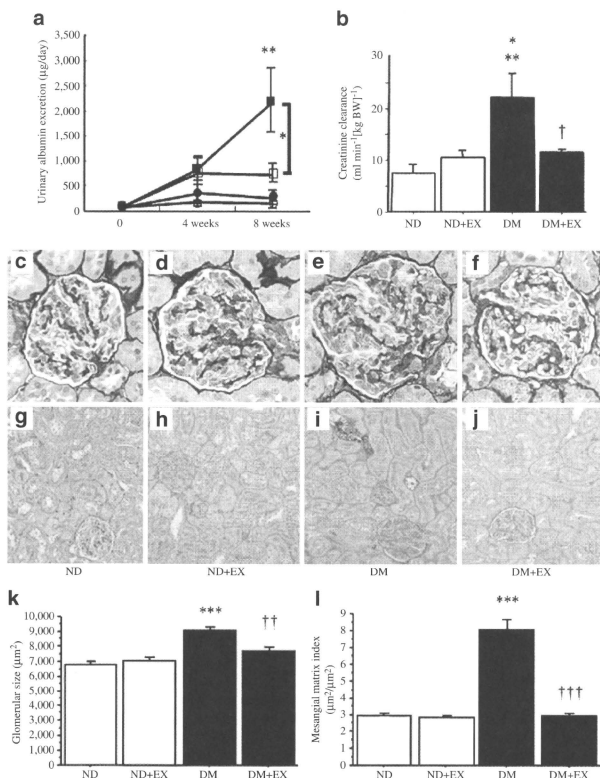 a
Urinary albumin excretion (µg/day)
3,500
3,000
2,500
2,000
1,500
1,000
500
0
**
*
0 4 weeks 8 weeks
b
Creatinine clearance
(ml min⁻¹[kg BW]⁻¹)
30
20
10
0
*
**
†
ND ND+EX DM DM+EX
c d e f
g h i j
ND ND+EX DM DM+EX
k
Glomerular size (µm²)
10,000
9,000
8,000
7,000
6,000
5,000
4,000
3,000
2,000
1,000
0
***
††
ND ND+EX DM DM+EX
l
Mesangial matrix index
(µm²/µm²)
9
8
7
6
5
4
3
2
1
0
***
†††
ND ND+EX DM DM+EX